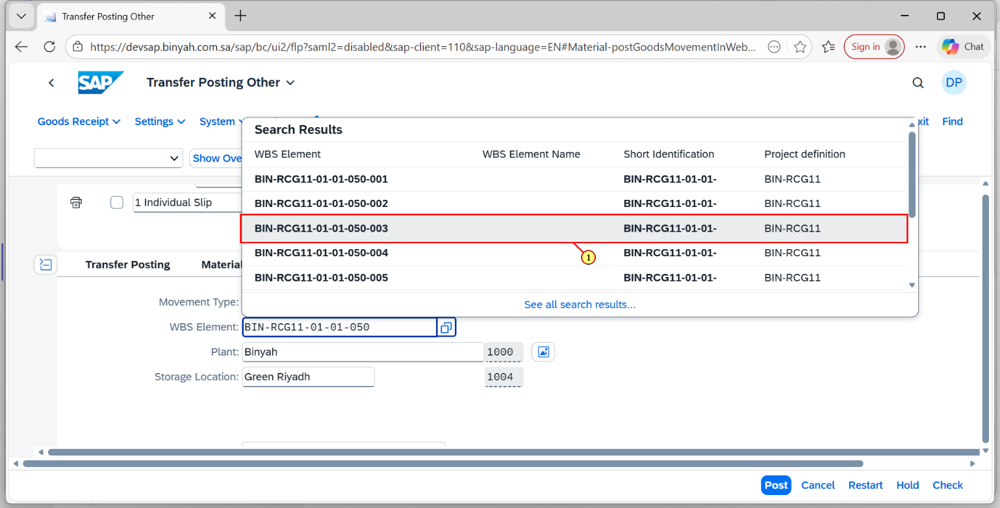 Transfer Posting Other
https://devsap.binyah.com.sa/sap/bc/ui2/flp?saml2=disabled&sap-client=110&sap-language=EN#Material-postGoodsMovementInWeb...
Sign in
Chat
SAP Transfer Posting Other
DP
Goods Receipt Settings System xit Find
Show Ove
Search Results
WBS Element WBS Element Name Short Identification Project definition
BIN-RCG11-01-01-050-001 BIN-RCG11-01-01- BIN-RCG11
BIN-RCG11-01-01-050-002 BIN-RCG11-01-01- BIN-RCG11
BIN-RCG11-01-01-050-003 BIN-RCG11-01-01- BIN-RCG11
BIN-RCG11-01-01-050-004 BIN-RCG11-01-01- BIN-RCG11
1
BIN-RCG11-01-01-050-005 BIN-RCG11-01-01- BIN-RCG11
See all search results...
1 Individual Slip
Transfer Posting Material
Movement Type:
WBS Element: BIN-RCG11-01-01-050
Plant: Binyah 1000
Storage Location: Green Riyadh 1004
Post Cancel Restart Hold Check